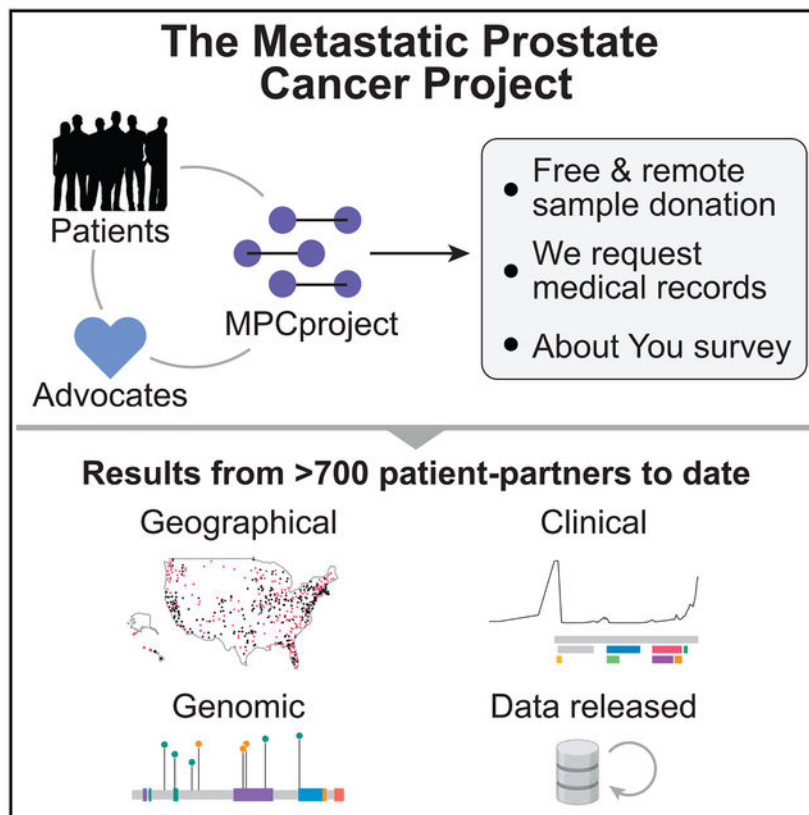 The Metastatic Prostate
Cancer Project
Patients
Advocates
MPCproject
• Free & remote
sample donation
• We request
medical records
• About You survey
Results from >700 patient-partners to date
Geographical
Clinical
Genomic
Data released